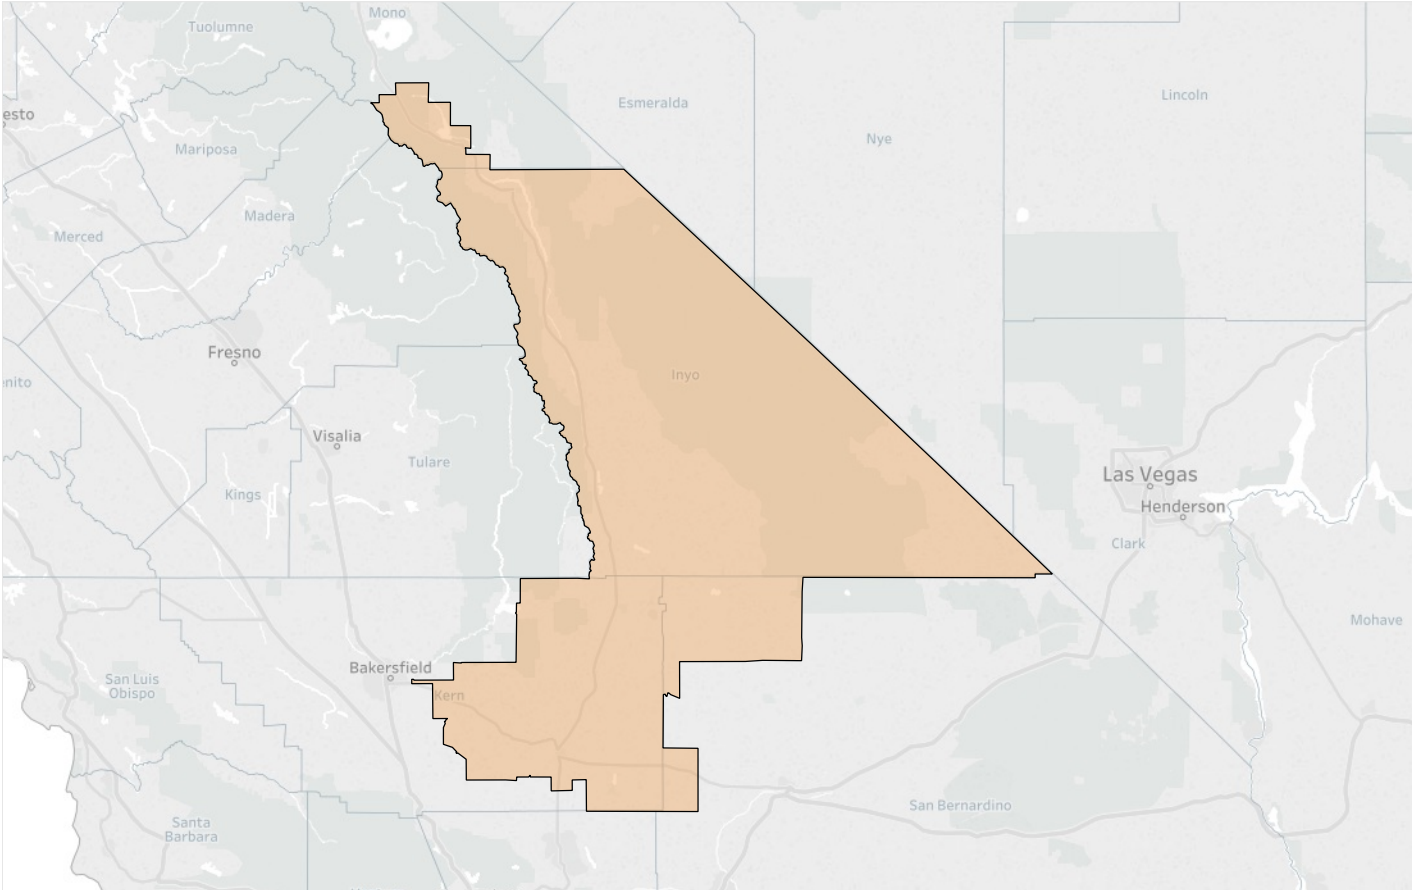 Mono
Tuolumne
Esmeralda
Lincoln
esto
Nye
Mariposa
Madera
Merced
Fresno
Inyo
enito
Visalia
Tulare
Las Vegas
Kings
Henderson
Clark
Mohave
Bakersfield
San Luis
Obispo
Kern
San Bernardino
Santa
Barbara